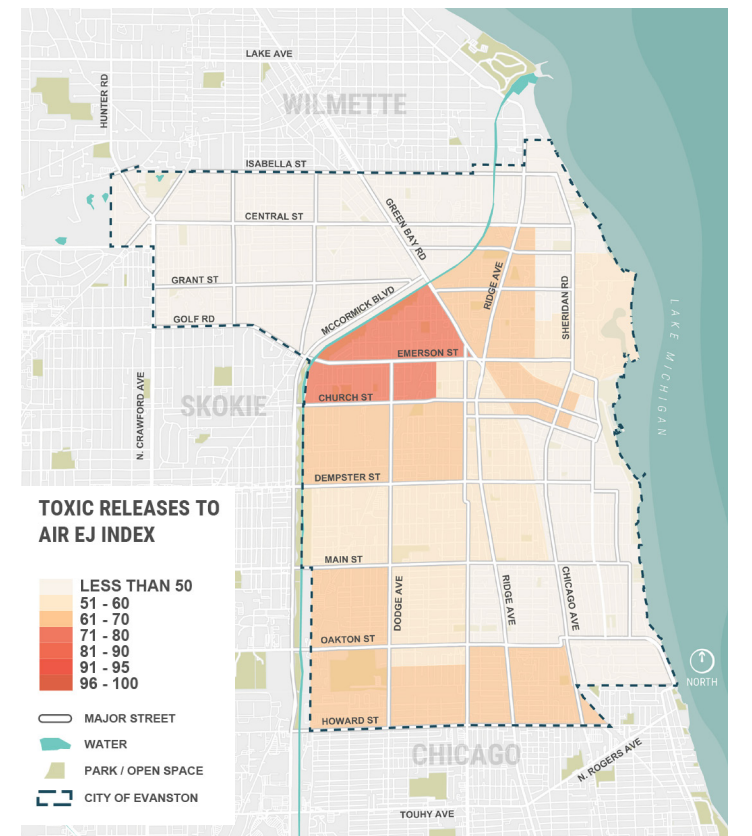 LAKE AVE
HUNTER RD
WILMETTE
ISABELLA ST
GREEN BAY RD
CENTRAL ST
RIDGE AVE
GRANT ST
MCCORMICK BLVD
SHERIDAN RD
GOLF RD
LAKE MICHIGAN
EMERSON ST
N. CRAWFORD AVE
SKOKIE
CHURCH ST
DEMPSTER ST
TOXIC RELEASES TO
AIR EJ INDEX
LESS THAN 50
51 - 60
61 - 70
71 - 80
81 - 90
91 - 95
96 - 100
MAJOR STREET
WATER
PARK / OPEN SPACE
CITY OF EVANSTON
MAIN ST
DODGE AVE
RIDGE AVE
CHICAGO AVE
OAKTON ST
NORTH
HOWARD ST
CHICAGO
N. ROGERS AVE
TOUHY AVE